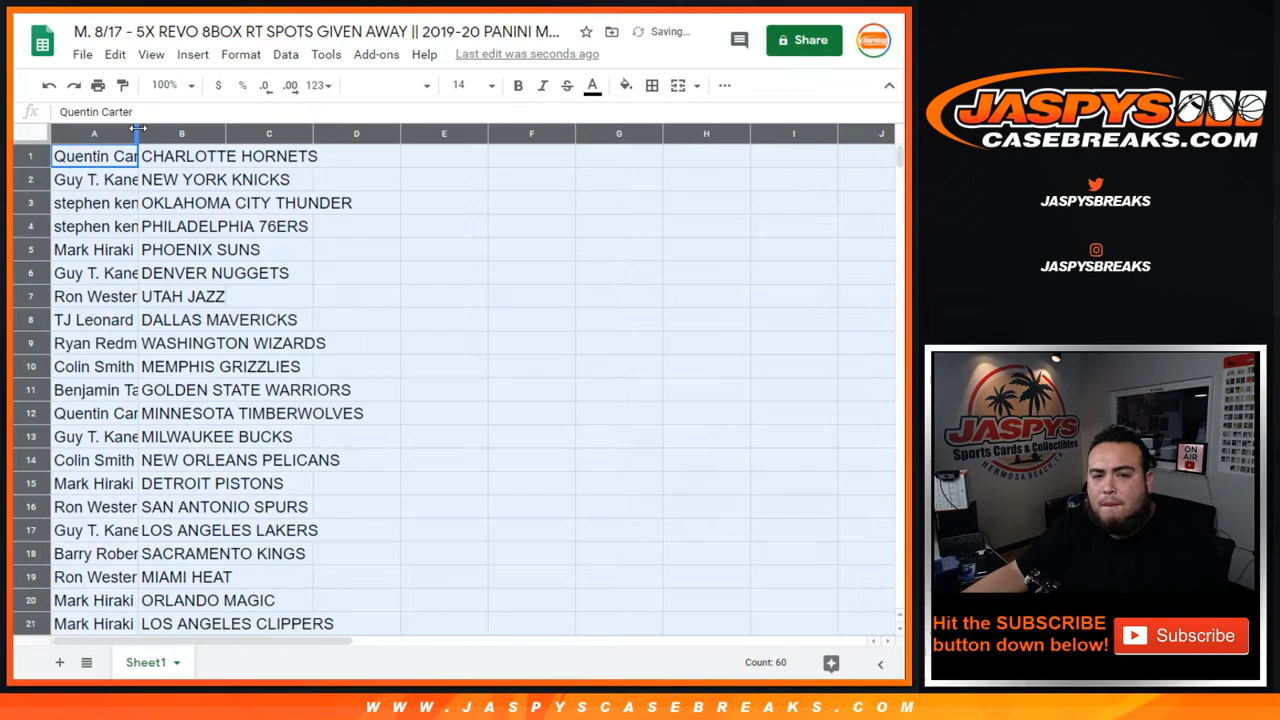 M. 8/17 - 5X REVO 8BOX RT SPOTS GIVEN AWAY || 2019-20 PANINI M...
Saving...
File Edit View Insert Format Data Tools Add-ons Help Last edit was seconds ago
Share
100% $ % .0 .00 123 14 B I S A
fx Quentin Carter
A B C D E F G H I J
1 Quentin Car CHARLOTTE HORNETS
2 Guy T. Kane NEW YORK KNICKS
3 stephen ken OKLAHOMA CITY THUNDER
4 stephen ken PHILADELPHIA 76ERS
5 Mark Hiraki PHOENIX SUNS
6 Guy T. Kane DENVER NUGGETS
7 Ron Wester UTAH JAZZ
8 TJ Leonard DALLAS MAVERICKS
9 Ryan Redm WASHINGTON WIZARDS
10 Colin Smith MEMPHIS GRIZZLIES
11 Benjamin Ta GOLDEN STATE WARRIORS
12 Quentin Car MINNESOTA TIMBERWOLVES
13 Guy T. Kane MILWAUKEE BUCKS
14 Colin Smith NEW ORLEANS PELICANS
15 Mark Hiraki DETROIT PISTONS
16 Ron Wester SAN ANTONIO SPURS
17 Guy T. Kane LOS ANGELES LAKERS
18 Barry Rober SACRAMENTO KINGS
19 Ron Wester MIAMI HEAT
20 Mark Hiraki ORLANDO MAGIC
21 Mark Hiraki LOS ANGELES CLIPPERS
Sheet1
Count: 60
JASPYS
CASEBREAKS.COM
JASPYSBREAKS
JASPYSBREAKS
JASPYS
Sports Cards & Collectibles
HERMOSA BEACH, CA
ON
AIR
Hit the SUBSCRIBE
button down below!
Subscribe
WWW.JASPYSCASEBREAKS.COM